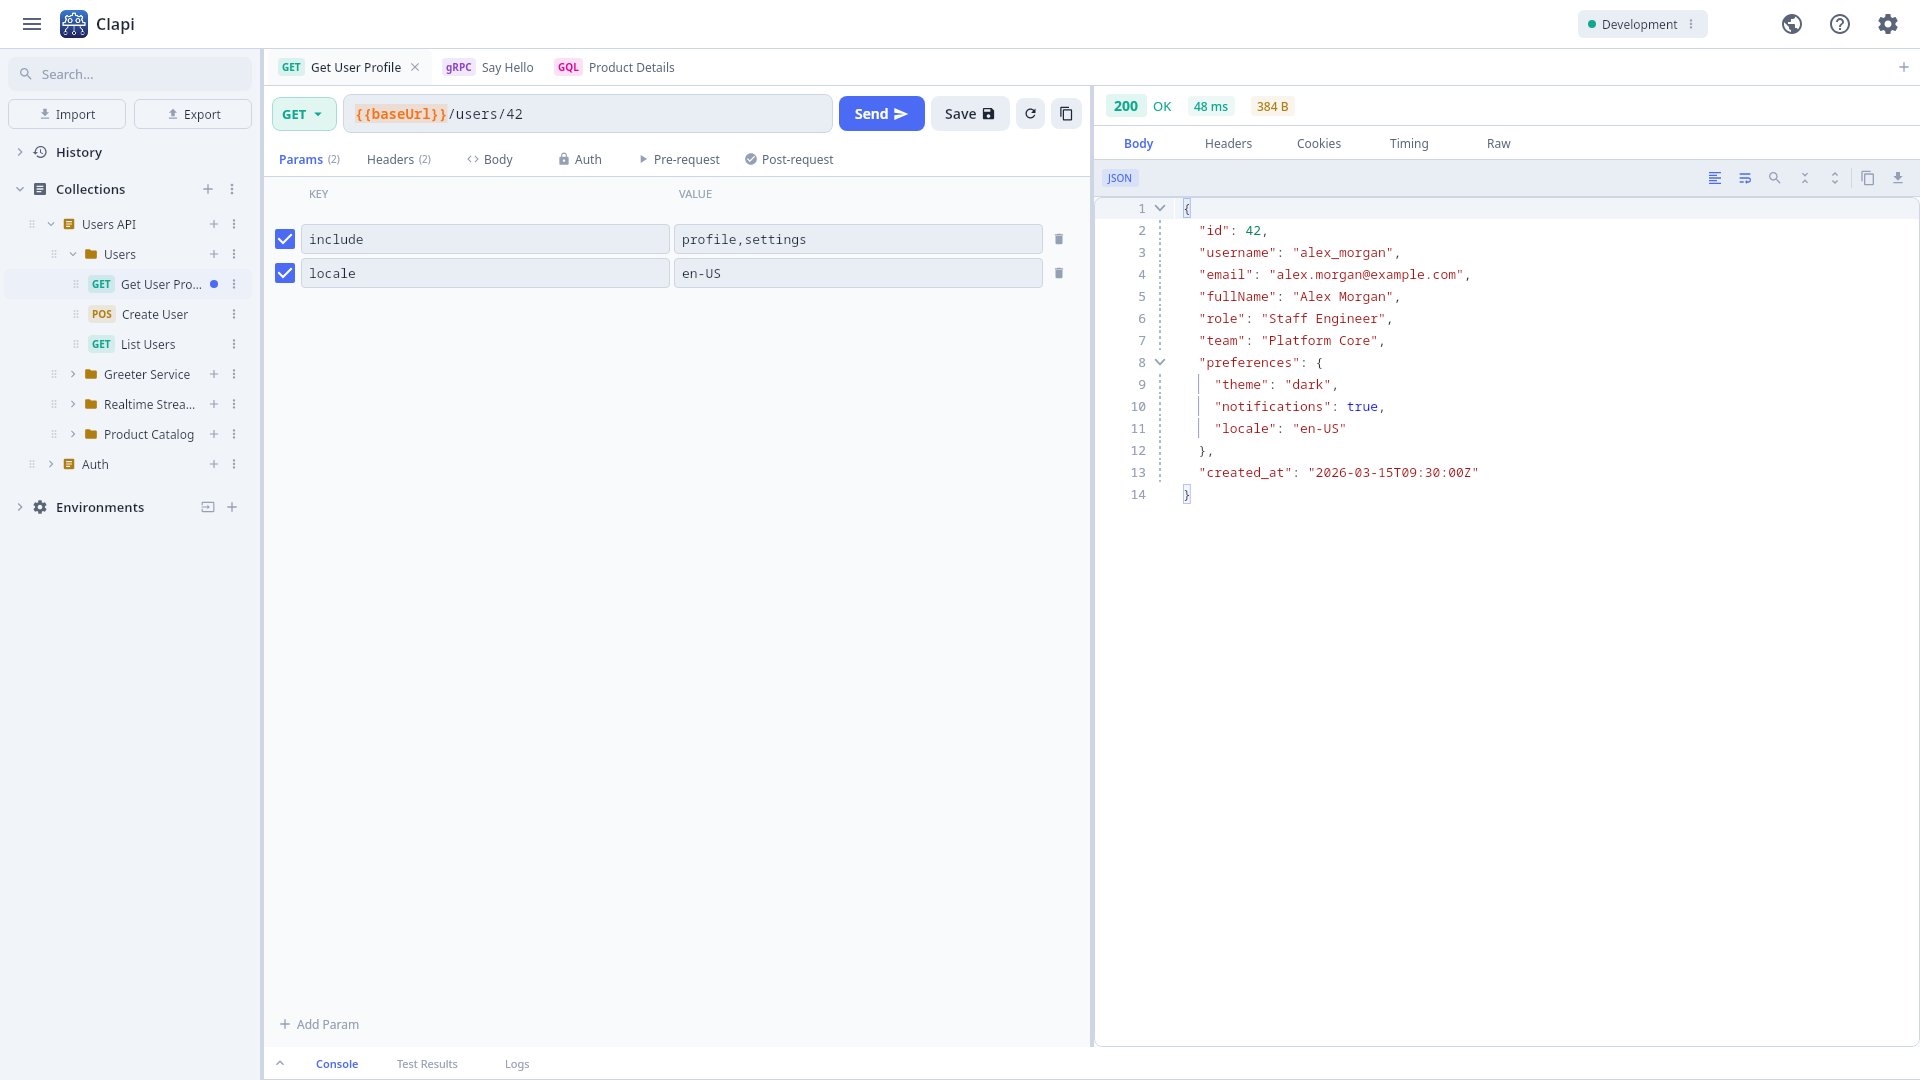 Clapi
Development
Search...
Import
Export
History
Collections
Users API
Users
GET Get User Pro...
POS Create User
GET List Users
Greeter Service
Realtime Strea...
Product Catalog
Auth
Environments
GET Get User Profile
gRPC Say Hello
GQL Product Details
GET
{{baseUrl}}/users/42
Send
Save
Params (2)
Headers (2)
Body
Auth
Pre-request
Post-request
KEY VALUE
include profile,settings
locale en-US
Add Param
Console
Test Results
Logs
200 OK 48 ms 384 B
Body
Headers
Cookies
Timing
Raw
JSON
1 {
2 "id": 42,
3 "username": "alex_morgan",
4 "email": "alex.morgan@example.com",
5 "fullName": "Alex Morgan",
6 "role": "Staff Engineer",
7 "team": "Platform Core",
8 "preferences": {
9 "theme": "dark",
10 "notifications": true,
11 "locale": "en-US"
12 },
13 "created_at": "2026-03-15T09:30:00Z"
14 }